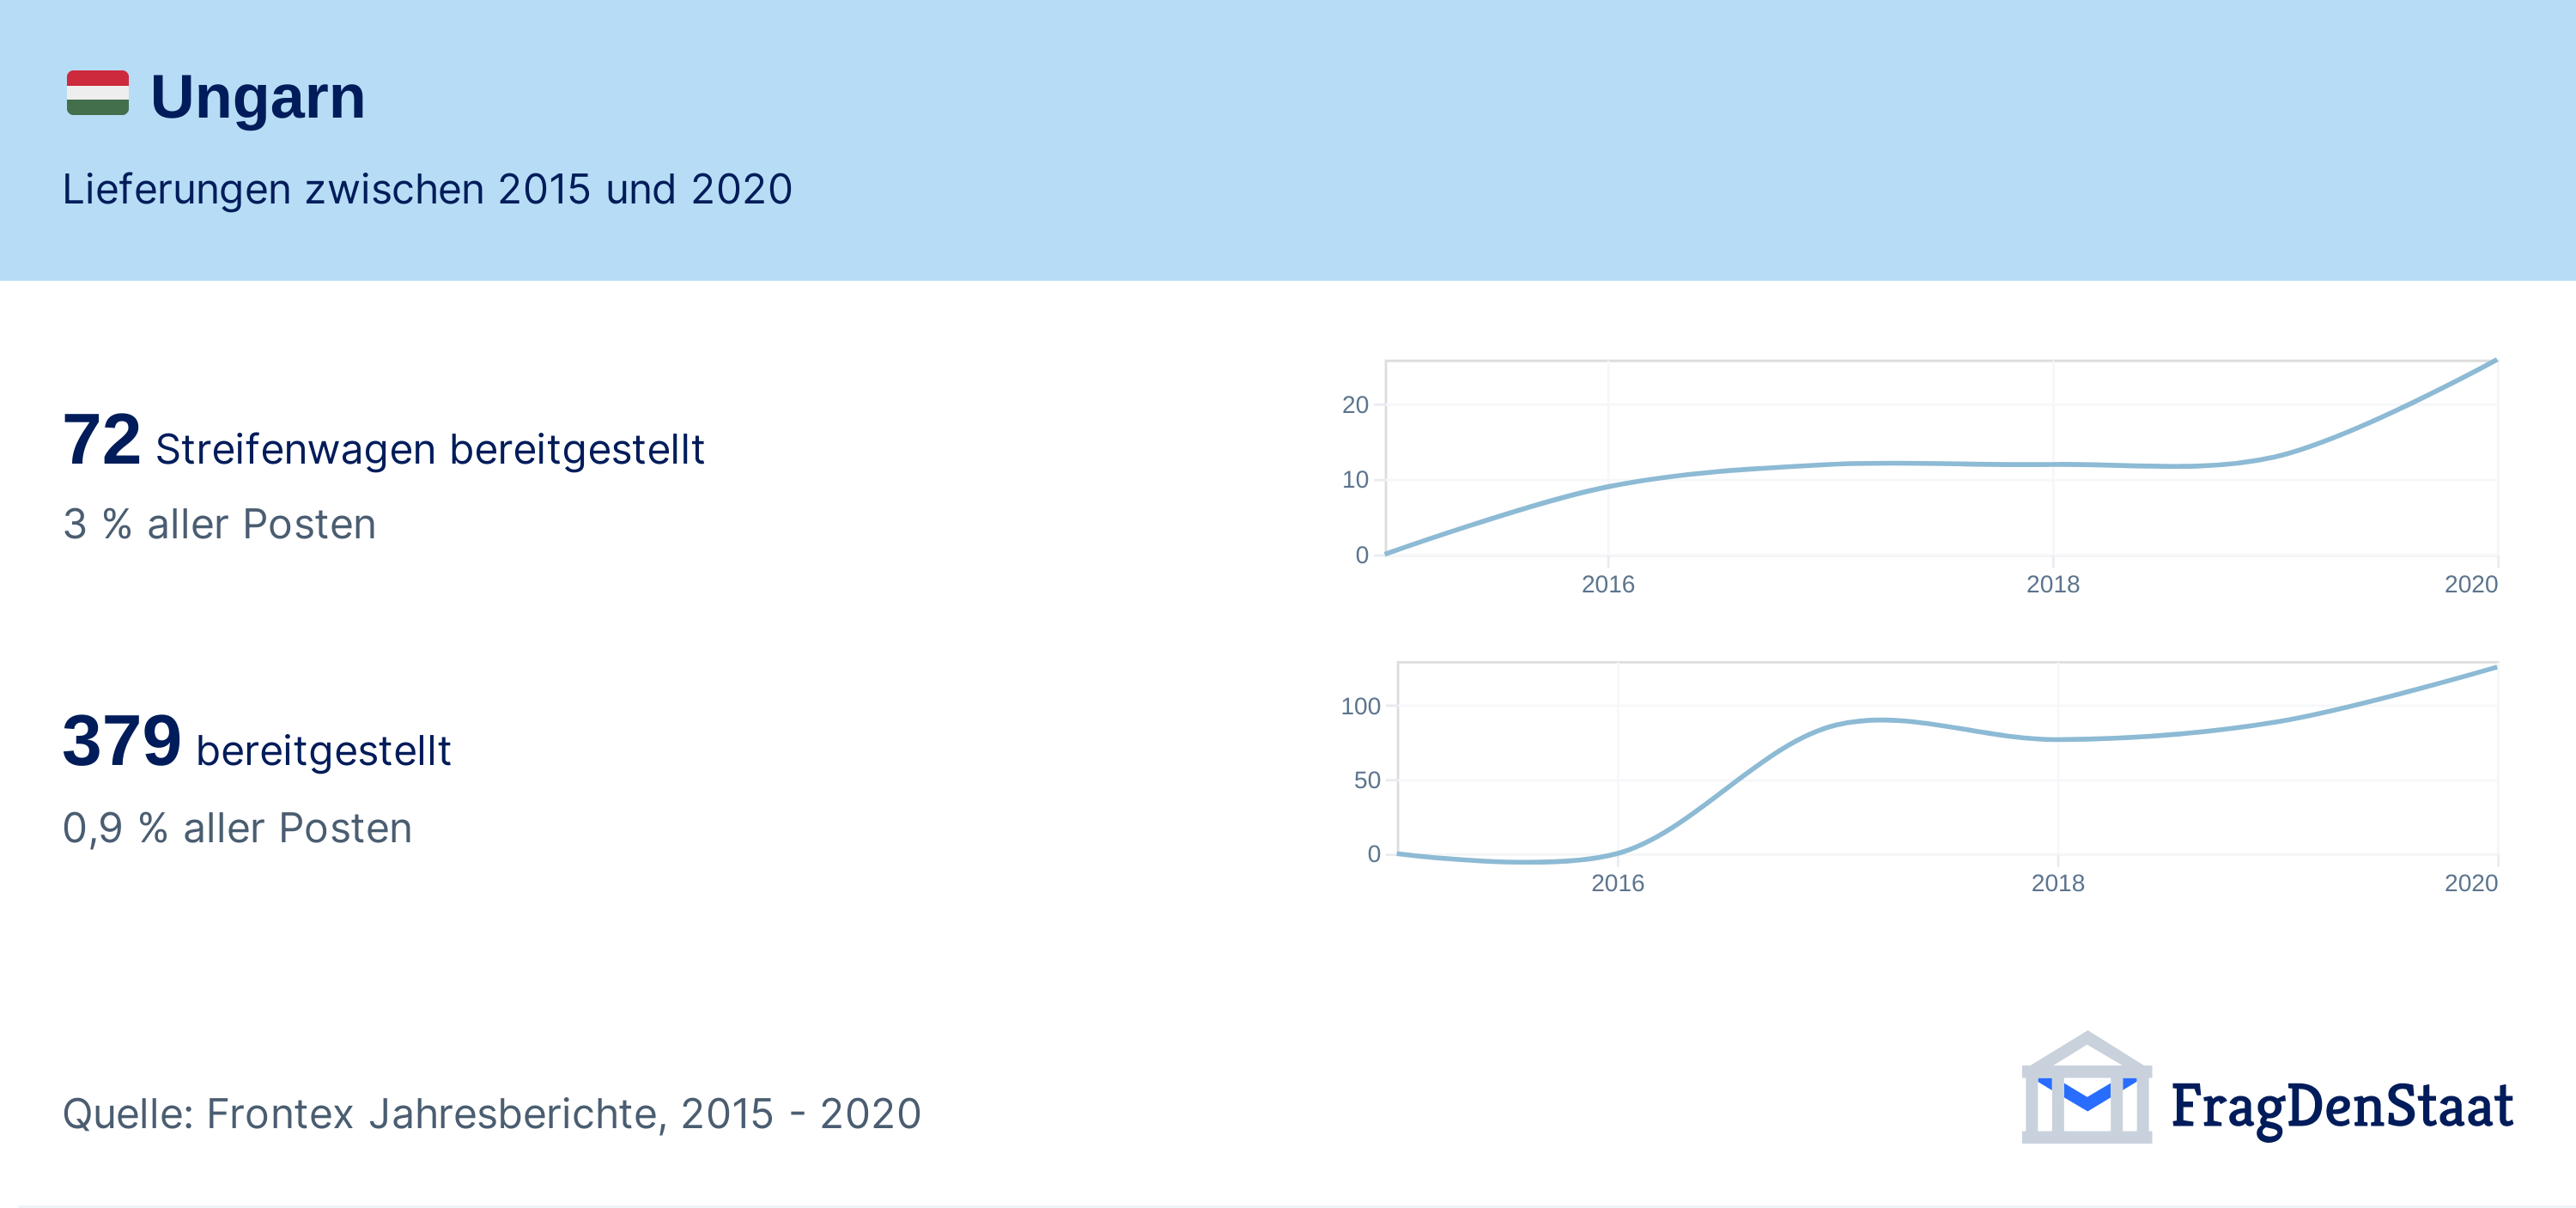 Ungarn
Lieferungen zwischen 2015 und 2020
72 Streifenwagen bereitgestellt
3 % aller Posten
20
10
0
2016
2018
2020
379 bereitgestellt
0,9 % aller Posten
100
50
0
2016
2018
2020
Quelle: Frontex Jahresberichte, 2015 - 2020
FragDenStaat